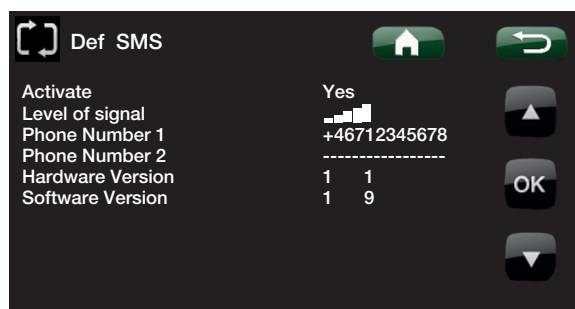 Def SMS
Activate Yes
Level of signal
Phone Number 1 +46712345678
Phone Number 2 -----------------
Hardware Version 1 1
Software Version 1 9
OK